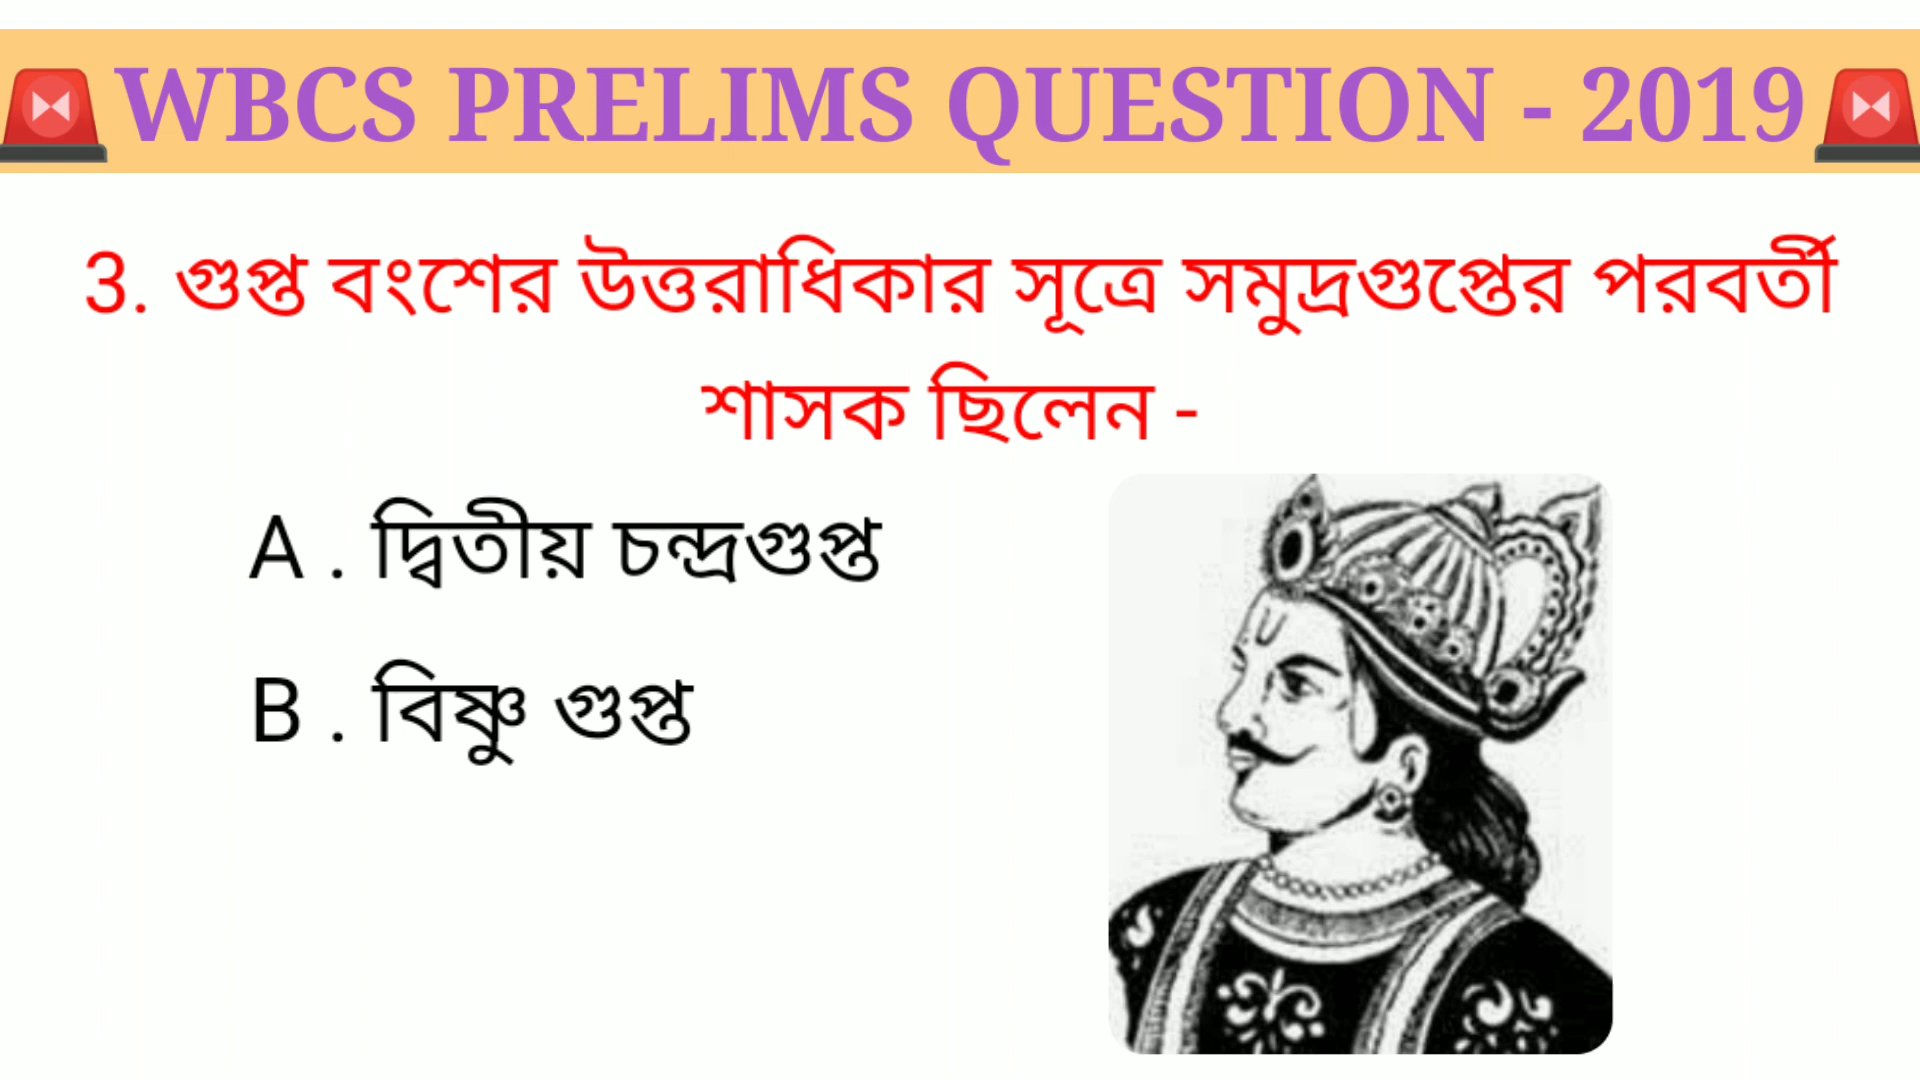 WBCS PRELIMS QUESTION - 2019
3. গুপ্ত বংশের উত্তরাধিকার সূত্রে সমুদ্রগুপ্তের পরবর্তী
শাসক ছিলেন -
A . দ্বিতীয় চন্দ্রগুপ্ত
B . বিষ্ণু গুপ্ত